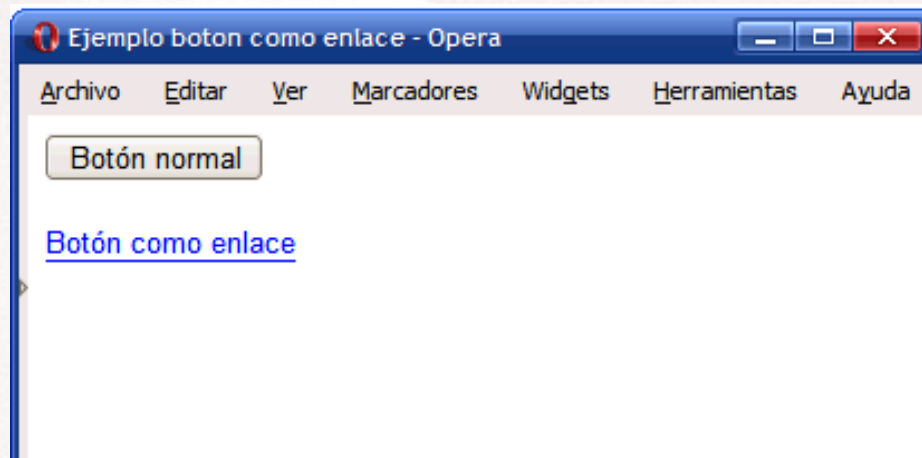 Ejemplo boton como enlace - Opera
Archivo Editar Ver Marcadores Widgets Herramientas Ayuda
Botón normal
Botón como enlace